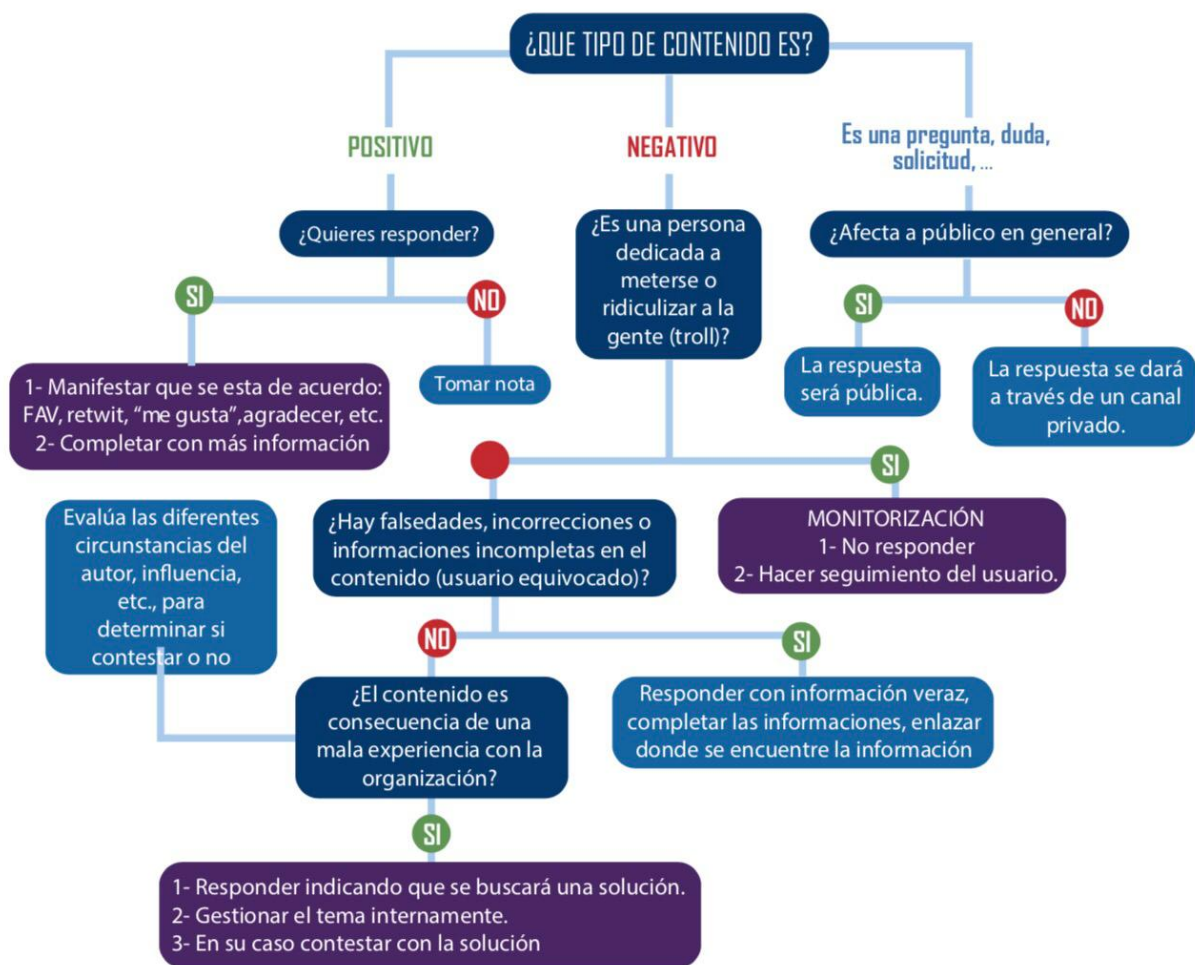 ¿QUE TIPO DE CONTENIDO ES?
POSITIVO
NEGATIVO
Es una pregunta, duda,
solicitud, ...
¿Quieres responder?
¿Es una persona
dedicada a
meterse o
ridiculizar a la
gente (troll)?
¿Afecta a público en general?
SI
NO
SI
NO
1- Manifestar que se esta de acuerdo:
FAV, retwit, “me gusta”,agradecer, etc.
2- Completar con más información
Tomar nota
La respuesta
será pública.
La respuesta se dará
a través de un canal
privado.
SI
Evalúa las diferentes
circunstancias del
autor, influencia,
etc., para
determinar si
contestar o no
¿Hay falsedades, incorrecciones o
informaciones incompletas en el
contenido (usuario equivocado)?
MONITORIZACIÓN
1- No responder
2- Hacer seguimiento del usuario.
NO
SI
¿El contenido es
consecuencia de una
mala experiencia con la
organización?
Responder con información veraz,
completar las informaciones, enlazar
donde se encuentre la información
SI
1- Responder indicando que se buscará una solución.
2- Gestionar el tema internamente.
3- En su caso contestar con la solución